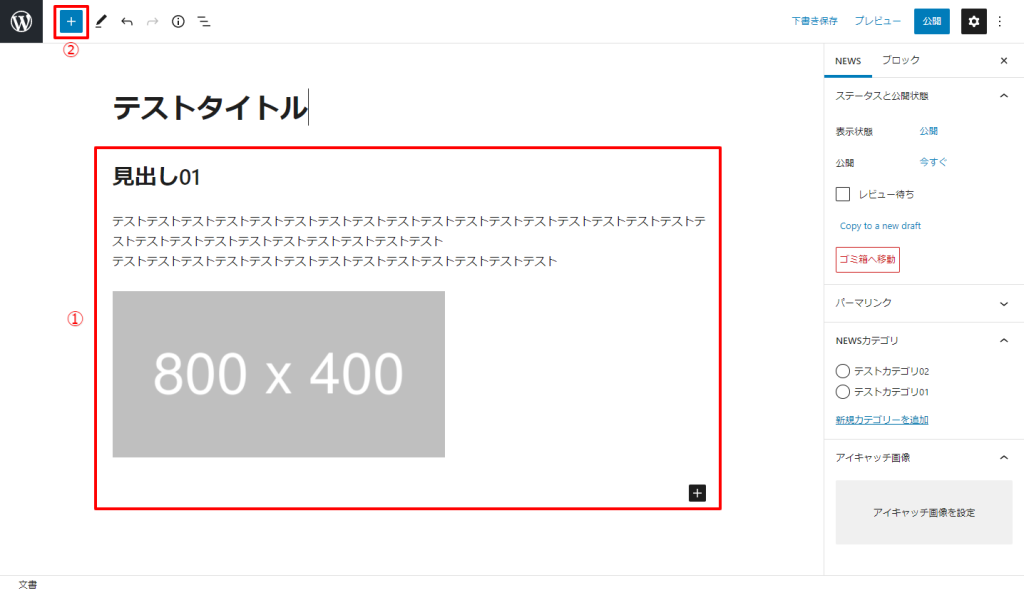 下書き保存 プレビュー 公開
②
テストタイトル
①
見出し01
テストテストテストテストテストテストテストテストテストテストテストテストテストテストテストテストテストテ
ストテストテストテストテストテストテストテストテストテスト
テストテストテストテストテストテストテストテストテストテストテストテストテスト
800 x 400
NEWS ブロック
ステータスと公開状態
表示状態 公開
公開 今すぐ
レビュー待ち
Copy to a new draft
ゴミ箱へ移動
パーマリンク
NEWSカテゴリ
テストカテゴリ02
テストカテゴリ01
新規カテゴリーを追加
アイキャッチ画像
アイキャッチ画像を設定
文書